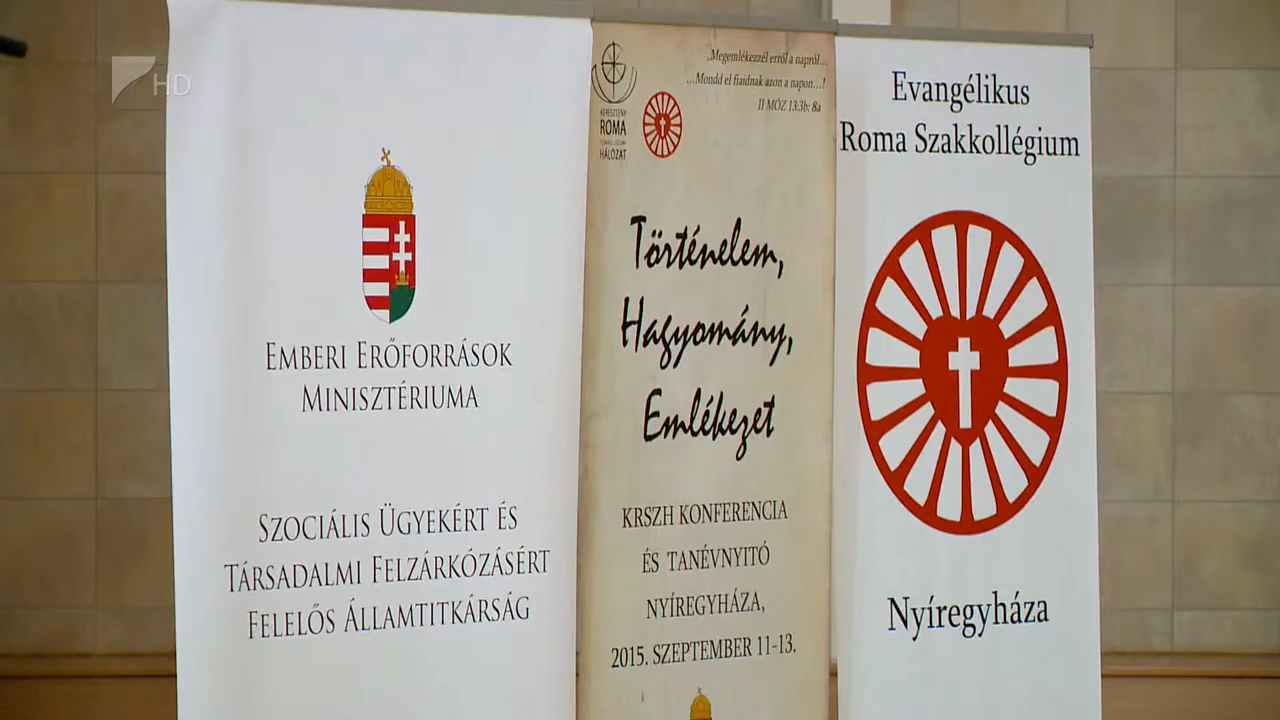 HD
EMBERI ERŐFORRÁSOK
MINISZTÉRIUMA
SZOCIÁLIS ÜGYEKÉRT ÉS
TÁRSADALMI FELZÁRKÓZÁSÉRT
FELELŐS ÁLLAMTITKÁRSÁG
„Megemlékezzél erről a napról...
...Mondd el fiaidnak azon a napon...!
II MÓZ 13:3b; 8a
KERESZTÉNY
ROMA
HÁLÓZAT
Történelem,
Hagyomány,
Emlékezet
KRSZH KONFERENCIA
ÉS TANÉVNYITÓ
NYÍREGYHÁZA,
2015. SZEPTEMBER 11-13.
Evangélikus
Roma Szakkollégium
Nyíregyháza